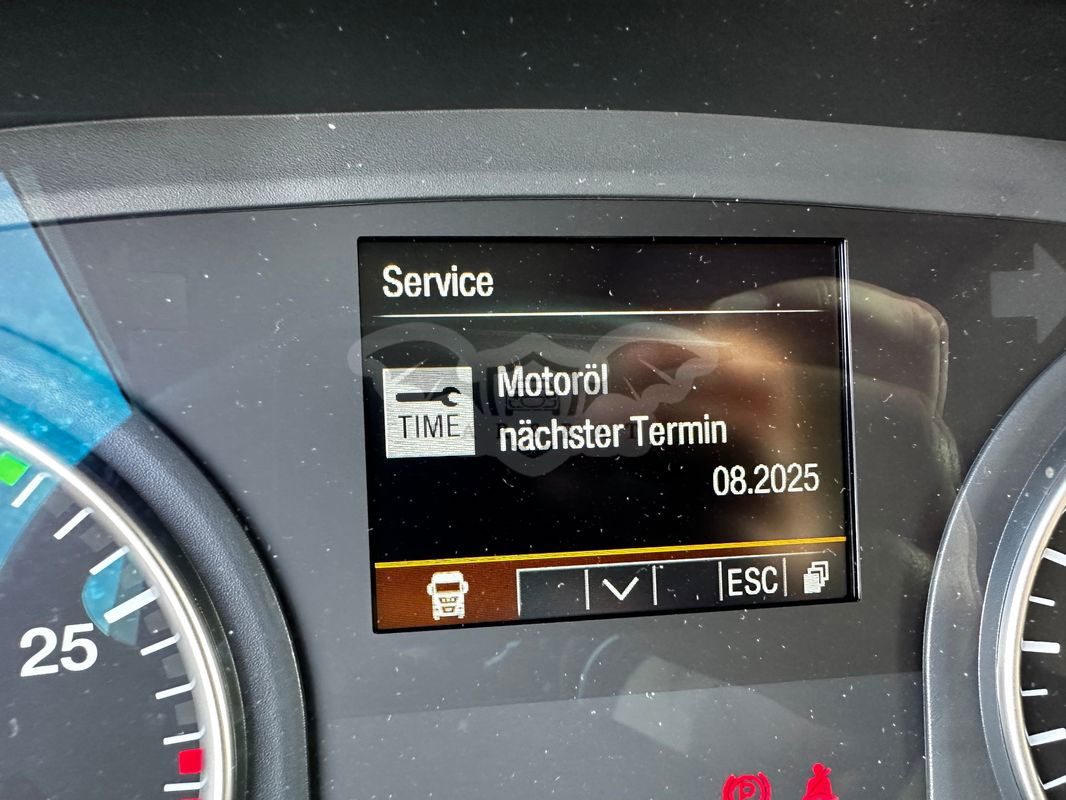 Service
TIME
Motoröl
nächster Termin
08.2025
ESC
25
P